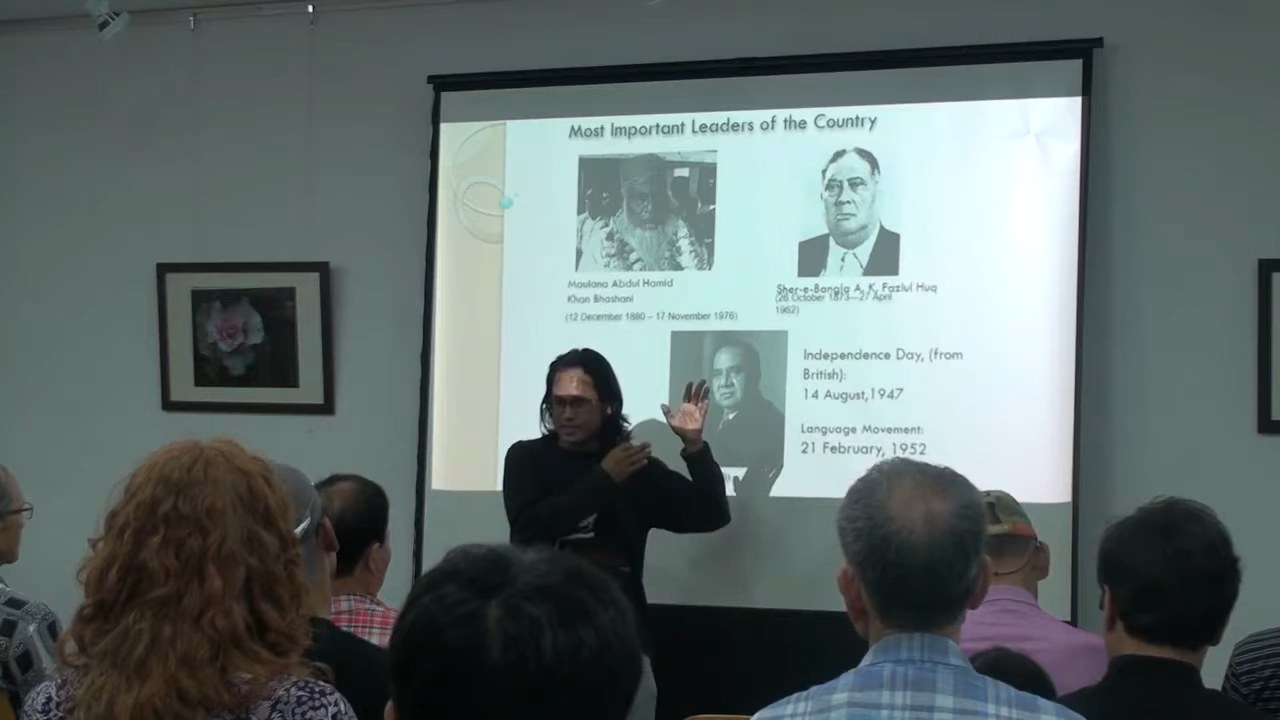 Most Important Leaders of the Country
Maulana Abdul Hamid
Khan Bhashani
(12 December 1880 – 17 November 1976)
Sher-e-Bangla A. K. Fazlul Huq
(26 October 1873—27 April
1962)
Independence Day, (from
British):
14 August,1947
Language Movement:
21 February, 1952